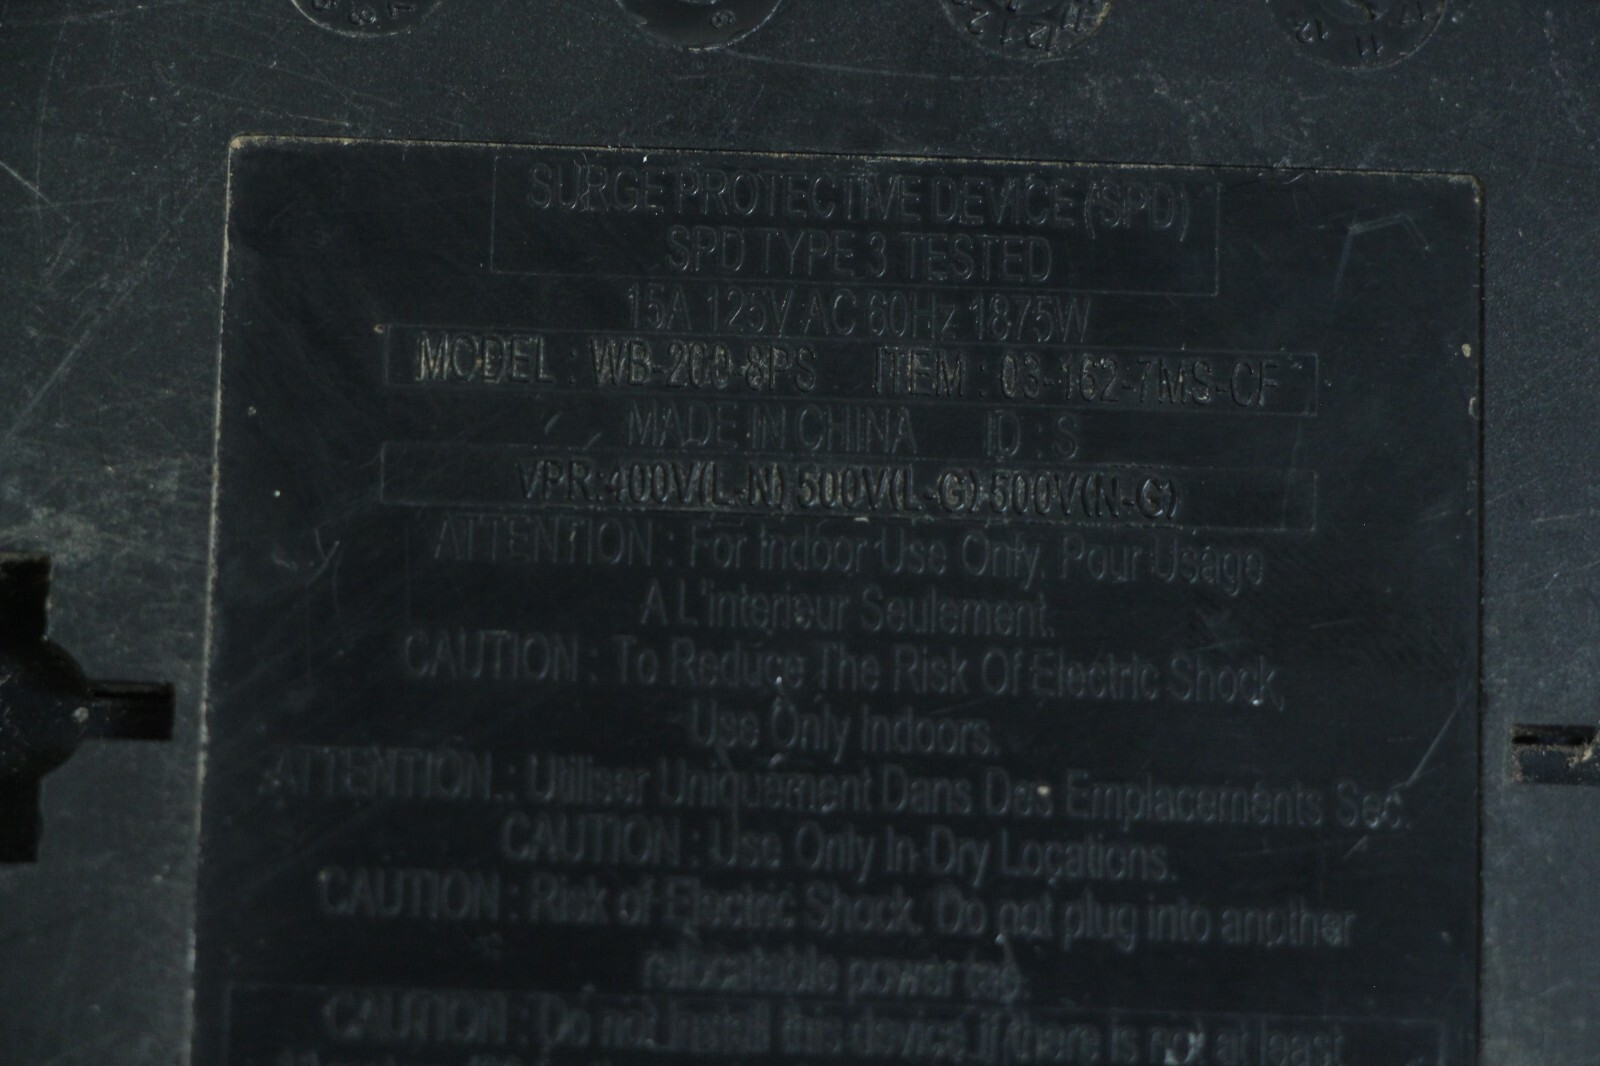 SURGE PROTECTIVE DEVICE (SPD)
SPD TYPE 3 TESTED
15A 125V AC 60Hz 1875W
MODEL : WB-200-8PS ITEM : 03-162-7MS-CF
MADE IN CHINA ID : S
VPR:400V(L-N) 500V(L-G) 500V(N-G)
ATTENTION : For Indoor Use Only. Pour Usage
A L'interieur Seulement.
CAUTION : To Reduce The Risk Of Electric Shock,
Use Only Indoors.
ATTENTION : Utiliser Uniquement Dans Des Emplacements Sec.
CAUTION : Use Only In Dry Locations.
CAUTION : Risk of Electric Shock. Do not plug into another
relocatable power tap.
CAUTION : Do not install this device if there is not at least